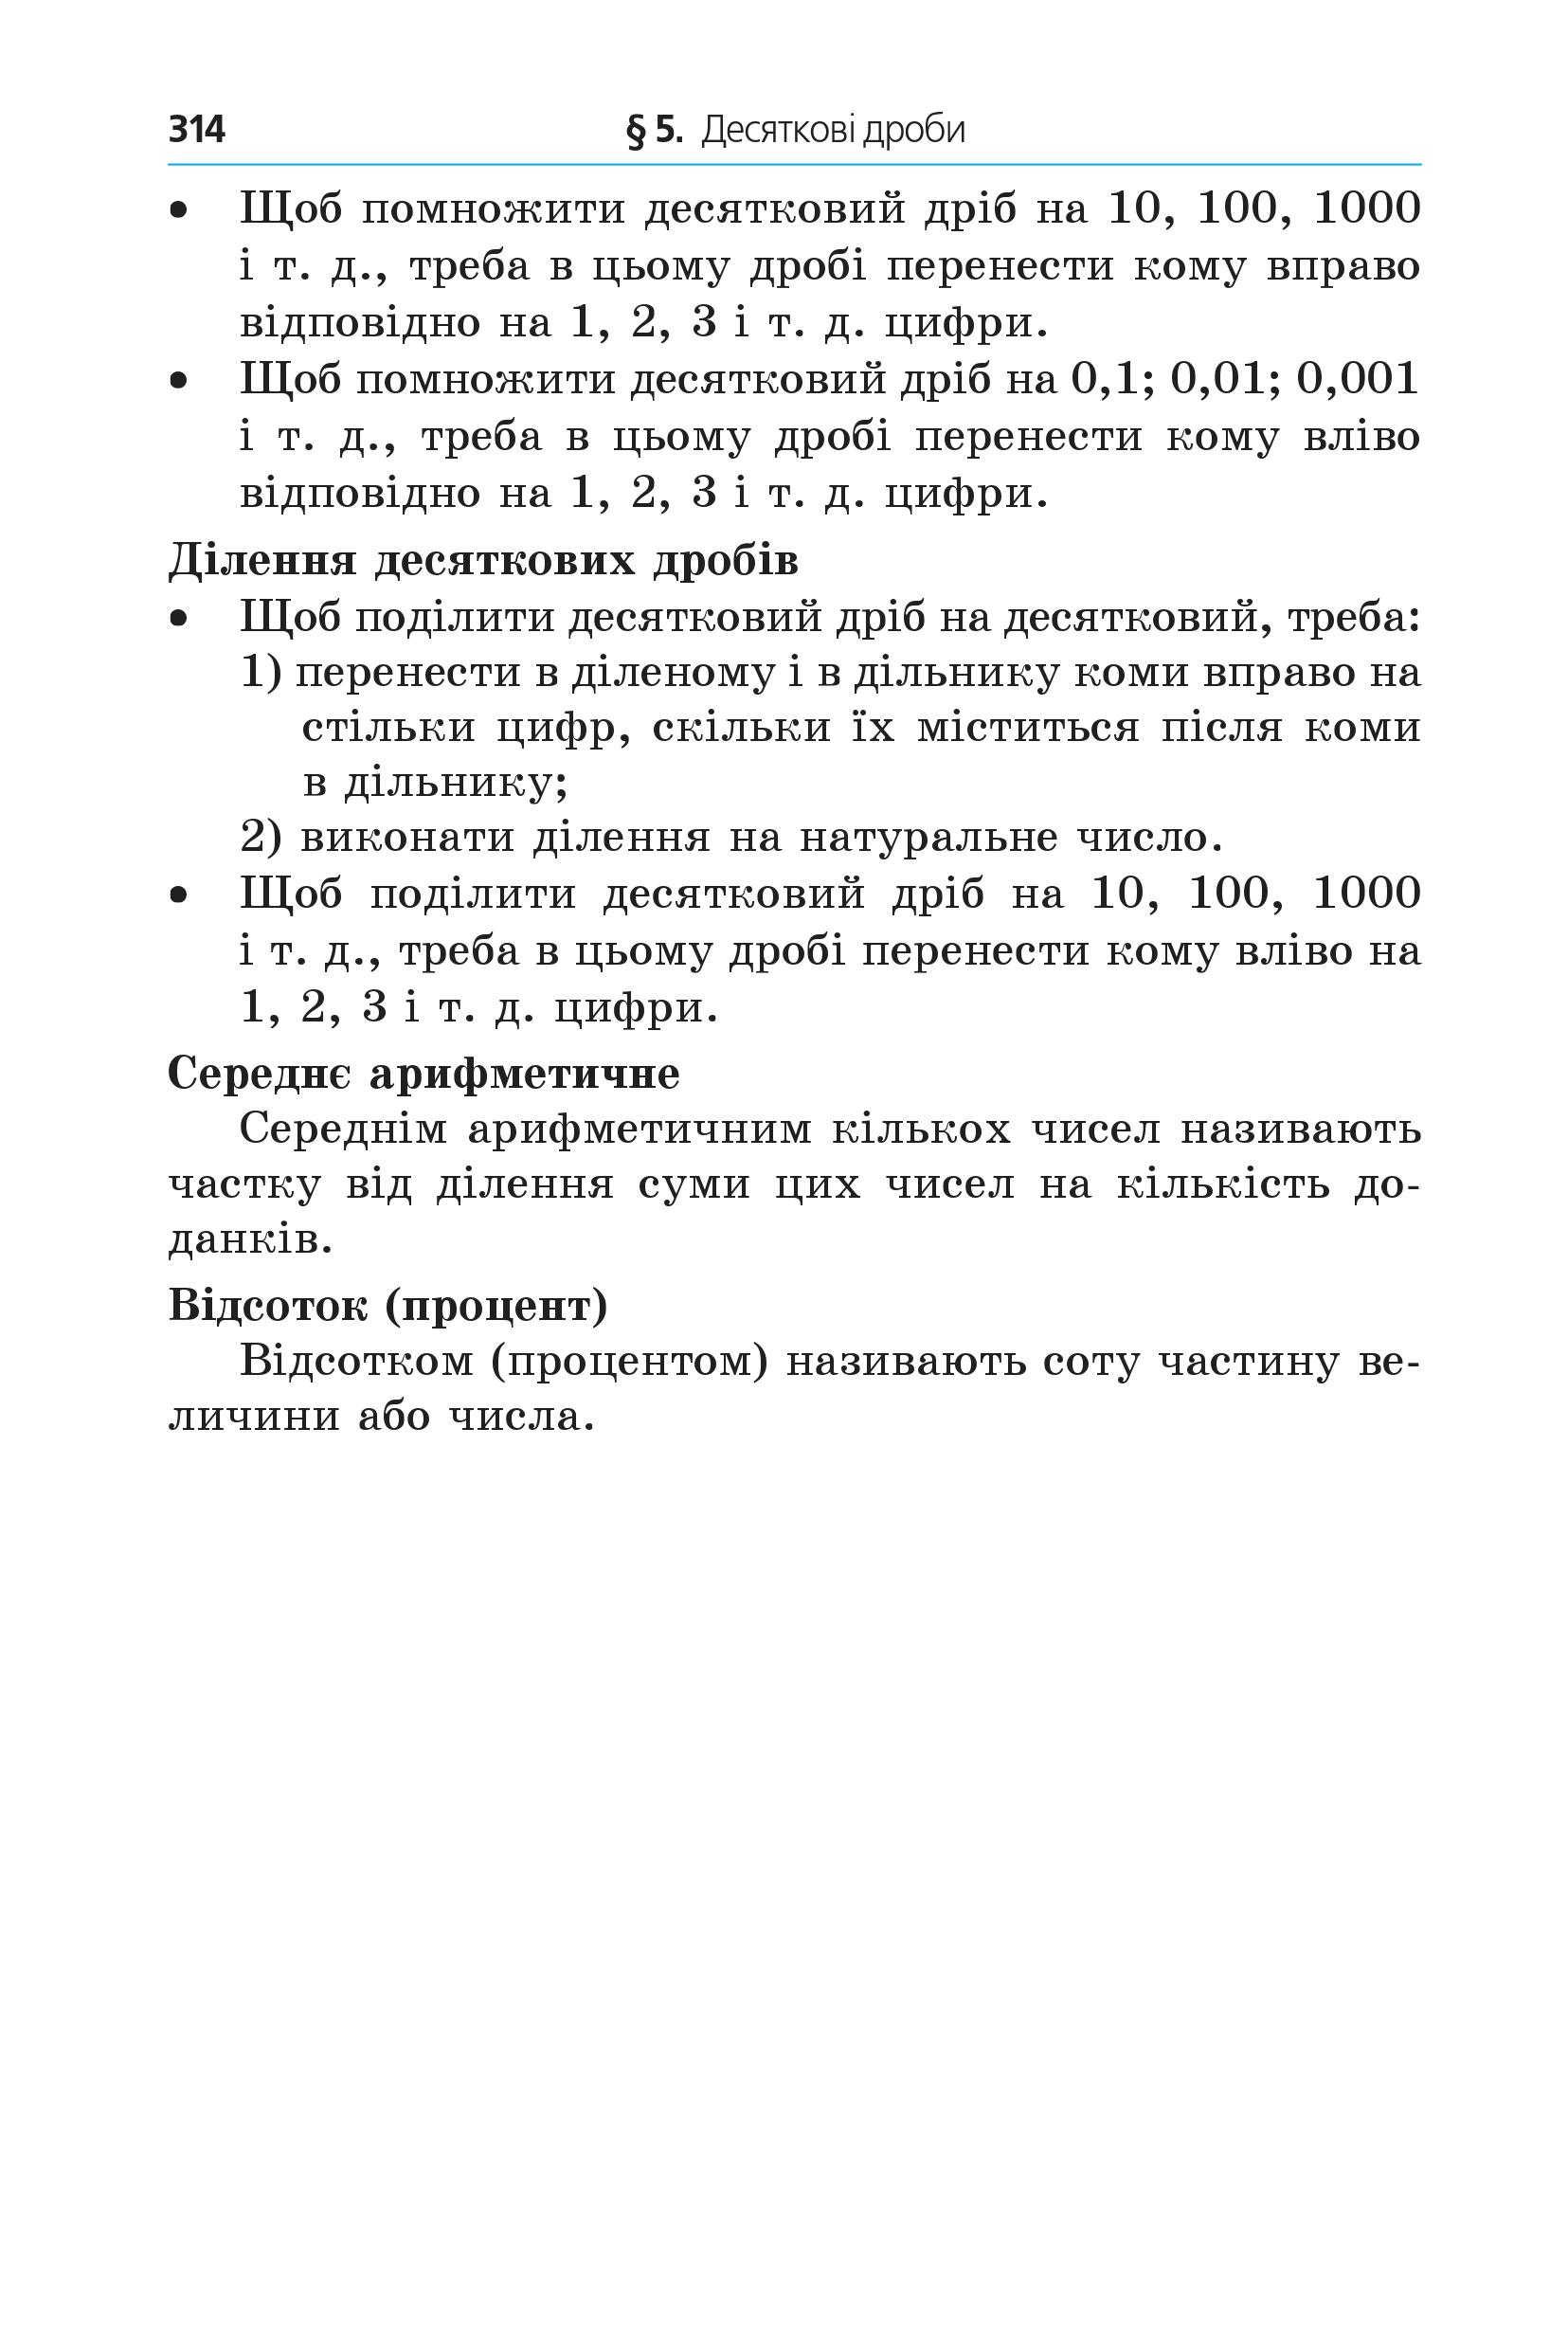 314 § 5. Десяткові дроби
• Щоб помножити десятковий дріб на 10, 100, 1000
і т. д., треба в цьому дробі перенести кому вправо
відповідно на 1, 2, 3 і т. д. цифри.
• Щоб помножити десятковий дріб на 0,1; 0,01; 0,001
і т. д., треба в цьому дробі перенести кому вліво
відповідно на 1, 2, 3 і т. д. цифри.
Ділення десяткових дробів
• Щоб поділити десятковий дріб на десятковий, треба:
1) перенести в діленому і в дільнику коми вправо на
стільки цифр, скільки їх міститься після коми
в дільнику;
2) виконати ділення на натуральне число.
• Щоб поділити десятковий дріб на 10, 100, 1000
і т. д., треба в цьому дробі перенести кому вліво на
1, 2, 3 і т. д. цифри.
Середнє арифметичне
Середнім арифметичним кількох чисел називають
частку від ділення суми цих чисел на кількість до-
данків.
Відсоток (процент)
Відсотком (процентом) називають соту частину ве-
личини або числа.